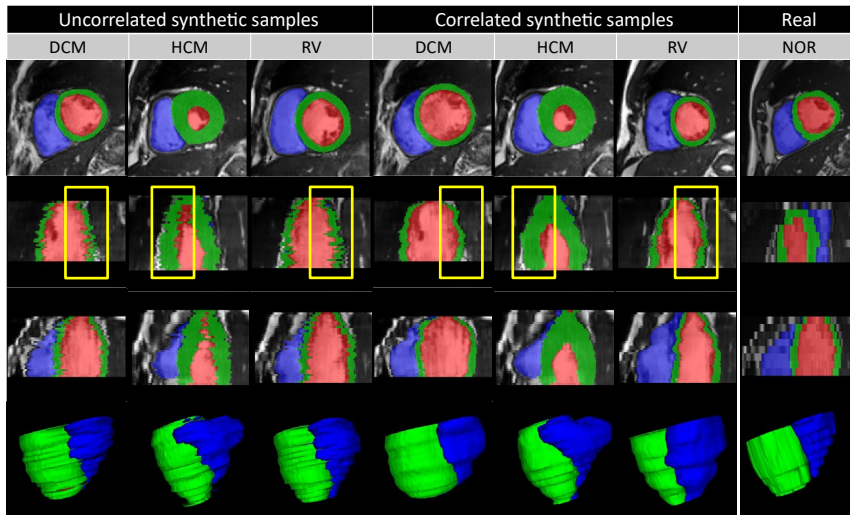 Uncorrelated synthetic samples Correlated synthetic samples Real
DCM HCM RV DCM HCM RV NOR